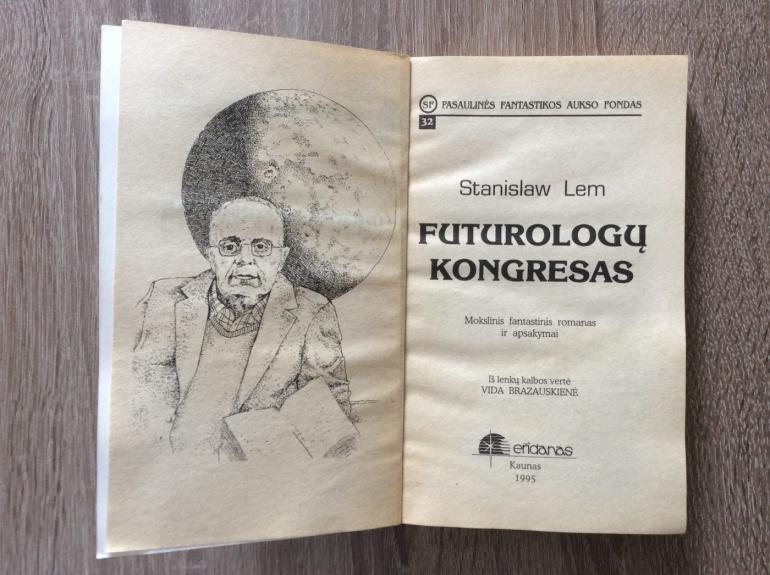 SF PASAULINĖS FANTASTIKOS AUKSO FONDAS
32
Stanislaw Lem
FUTUROLOGŲ
KONGRESAS
Mokslinis fantastinis romanas
ir apsakymai
Iš lenkų kalbos vertė
VIDA BRAZAUSKIENĖ
eridanas
Kaunas
1995